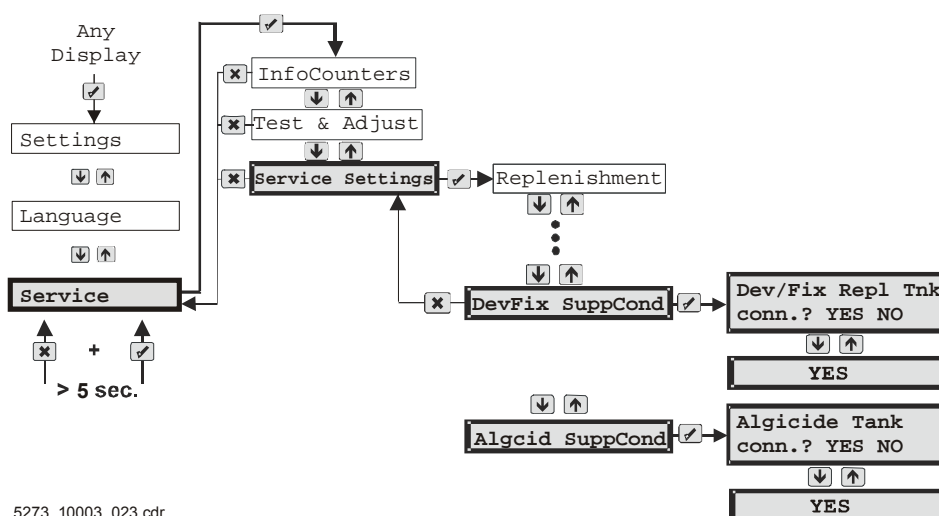 Any
Display
Settings
Language
Service
+
> 5 sec.
InfoCounters
Test & Adjust
Service Settings
Replenishment
DevFix SuppCond
Dev/Fix Repl Tnk
conn.? YES NO
YES
Algcid SuppCond
Algicide Tank
conn.? YES NO
YES
5273_10003_023.cdr